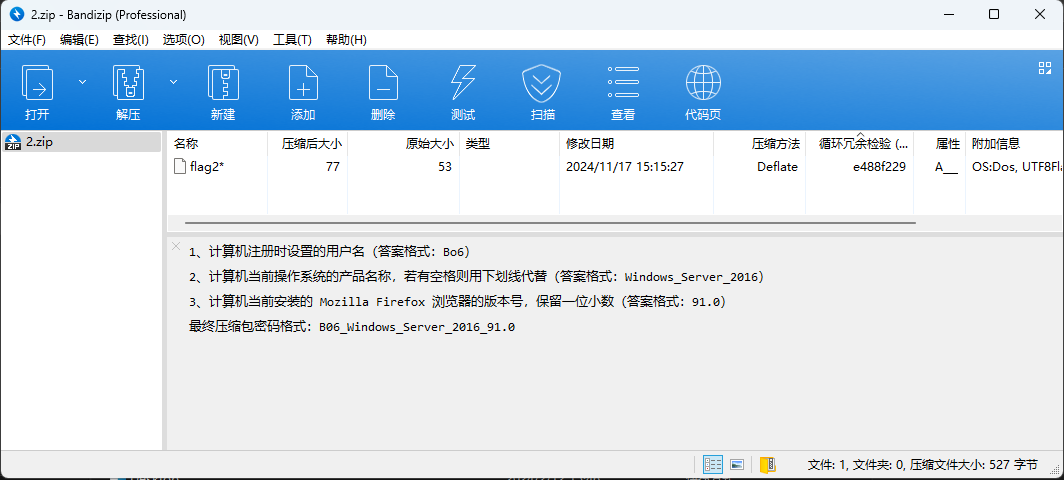 2.zip - Bandizip (Professional)
文件(F) 编辑(E) 查找(I) 选项(O) 视图(V) 工具(T) 帮助(H)
打开 解压 新建 添加 删除 测试 扫描 查看 代码页
2.zip
名称 压缩后大小 原始大小 类型 修改日期 压缩方法 循环冗余检验 (... 属性 附加信息
flag2* 77 53 2024/11/17 15:15:27 Deflate e488f229 A__ OS:Dos, UTF8Fl
1、计算机注册时设置的用户名（答案格式：Bo6）
2、计算机当前操作系统的产品名称，若有空格则用下划线代替（答案格式：Windows_Server_2016）
3、计算机当前安装的 Mozilla Firefox 浏览器的版本号，保留一位小数（答案格式：91.0）
最终压缩包密码格式：B06_Windows_Server_2016_91.0
文件: 1, 文件夹: 0, 压缩文件大小: 527 字节